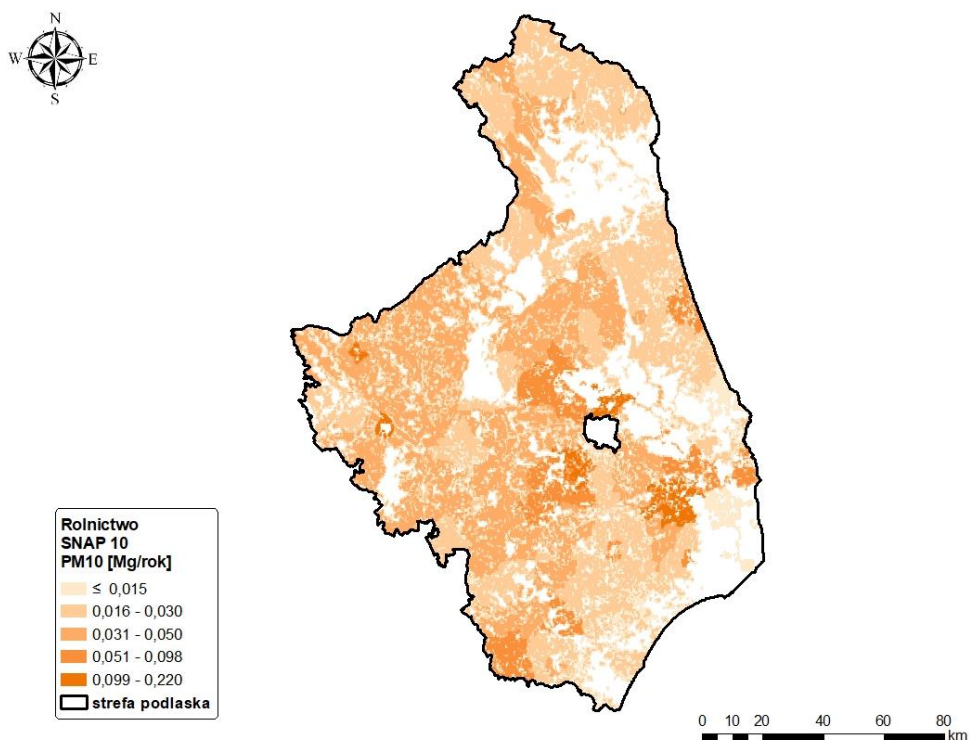 N
W E
S
Rolnictwo
SNAP 10
PM10 [Mg/rok]
≤ 0,015
0,016 - 0,030
0,031 - 0,050
0,051 - 0,098
0,099 - 0,220
strefa podlaska
0 10 20 40 60 80
km